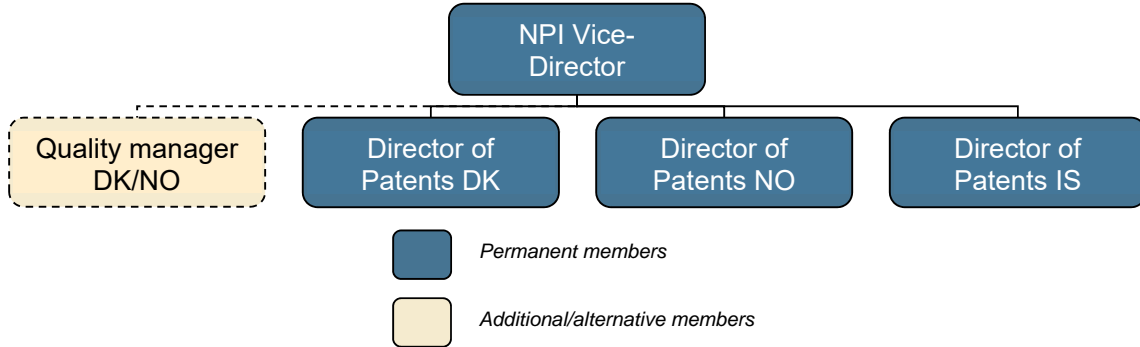 NPI Vice-
Director
Quality manager
DK/NO
Director of
Patents DK
Director of
Patents NO
Director of
Patents IS
Permanent members
Additional/alternative members